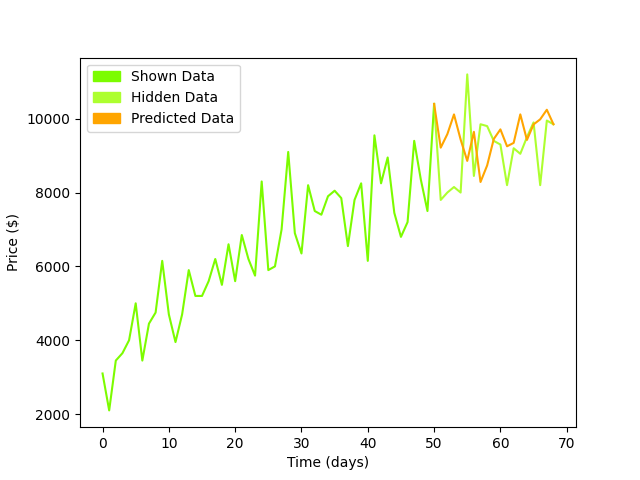 Shown Data
Hidden Data
Predicted Data
10000
8000
6000
4000
2000
Price ($)
0 10 20 30 40 50 60 70
Time (days)